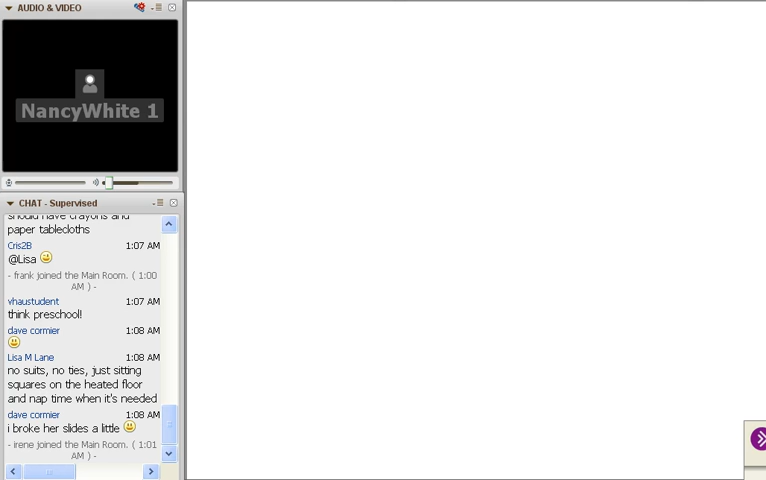 AUDIO & VIDEO
NancyWhite 1
CHAT - Supervised
should have crayons and
paper tablecloths
Cris2B 1:07 AM
@Lisa
- frank joined the Main Room. ( 1:00
AM ) -
vhaustudent 1:07 AM
think preschool!
dave cormier 1:08 AM
Lisa M Lane 1:08 AM
no suits, no ties, just sitting
squares on the heated floor
and nap time when it's needed
dave cormier 1:08 AM
i broke her slides a little
- irene joined the Main Room. ( 1:01
AM ) -